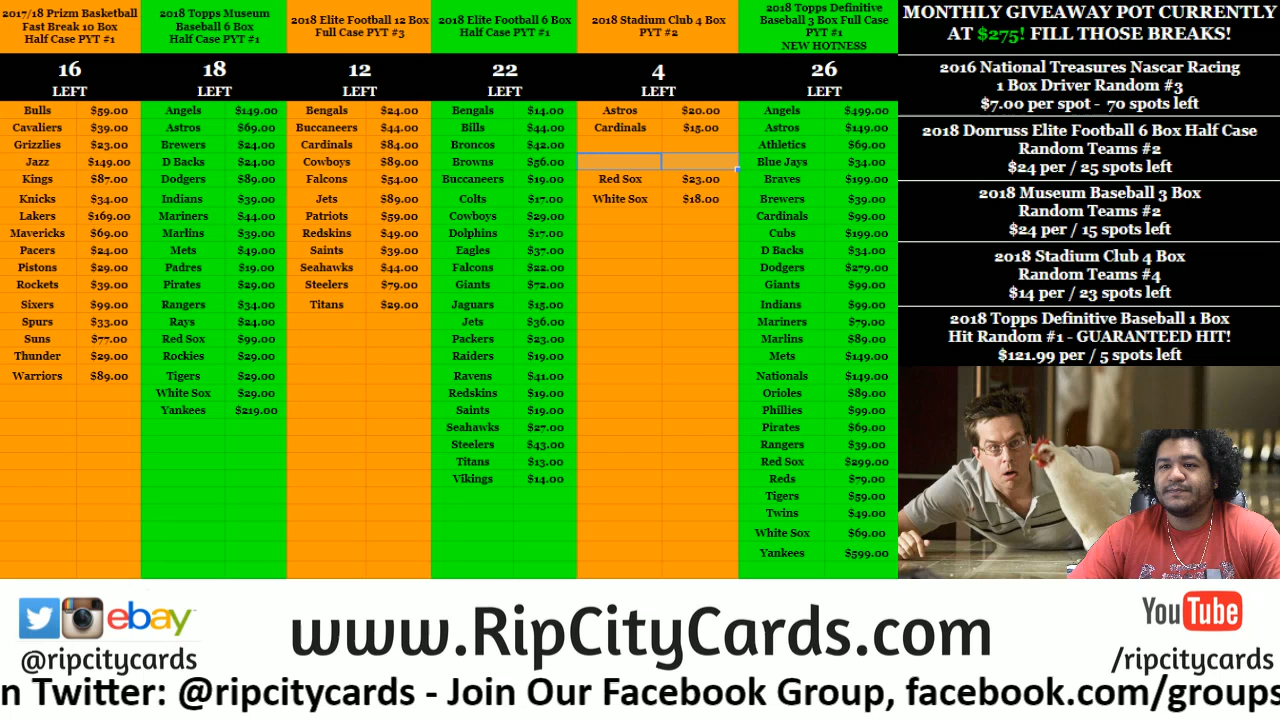 2017/18 Prizm Basketball
Fast Break 10 Box
Half Case PYT #1
16
LEFT
Bulls $59.00
Cavaliers $39.00
Grizzlies $23.00
Jazz $149.00
Kings $87.00
Knicks $34.00
Lakers $169.00
Mavericks $69.00
Pacers $24.00
Pistons $29.00
Rockets $39.00
Sixers $99.00
Spurs $33.00
Suns $77.00
Thunder $29.00
Warriors $89.00
2018 Topps Museum
Baseball 6 Box
Half Case PYT #1
18
LEFT
Angels $149.00
Astros $69.00
Brewers $24.00
D Backs $24.00
Dodgers $89.00
Indians $39.00
Mariners $44.00
Marlins $39.00
Mets $49.00
Padres $19.00
Pirates $29.00
Rangers $34.00
Rays $24.00
Red Sox $99.00
Rockies $29.00
Tigers $29.00
White Sox $29.00
Yankees $219.00
2018 Elite Football 12 Box
Full Case PYT #3
12
LEFT
Bengals $24.00
Buccaneers $44.00
Cardinals $84.00
Cowboys $89.00
Falcons $54.00
Jets $89.00
Patriots $59.00
Redskins $49.00
Saints $39.00
Seahawks $44.00
Steelers $79.00
Titans $29.00
2018 Elite Football 6 Box
Half Case PYT #1
22
LEFT
Bengals $14.00
Bills $44.00
Broncos $42.00
Browns $56.00
Buccaneers $19.00
Colts $17.00
Cowboys $29.00
Dolphins $17.00
Eagles $37.00
Falcons $22.00
Giants $72.00
Jaguars $15.00
Jets $36.00
Packers $23.00
Raiders $19.00
Ravens $41.00
Redskins $19.00
Saints $19.00
Seahawks $27.00
Steelers $43.00
Titans $13.00
Vikings $14.00
2018 Stadium Club 4 Box
PYT #2
4
LEFT
Astros $20.00
Cardinals $15.00
Red Sox $23.00
White Sox $18.00
2018 Topps Definitive
Baseball 3 Box Full Case
PYT #1
NEW HOTNESS
26
LEFT
Angels $499.00
Astros $149.00
Athletics $69.00
Blue Jays $34.00
Braves $199.00
Brewers $39.00
Cardinals $99.00
Cubs $199.00
D Backs $34.00
Dodgers $279.00
Giants $99.00
Indians $99.00
Mariners $79.00
Marlins $89.00
Mets $149.00
Nationals $149.00
Orioles $89.00
Phillies $99.00
Pirates $69.00
Rangers $39.00
Red Sox $299.00
Reds $79.00
Tigers $59.00
Twins $49.00
White Sox $69.00
Yankees $599.00
MONTHLY GIVEAWAY POT CURRENTLY
AT $275! FILL THOSE BREAKS!
2016 National Treasures Nascar Racing
1 Box Driver Random #3
$7.00 per spot - 70 spots left
2018 Donruss Elite Football 6 Box Half Case
Random Teams #2
$24 per / 25 spots left
2018 Museum Baseball 3 Box
Random Teams #2
$24 per / 15 spots left
2018 Stadium Club 4 Box
Random Teams #4
$14 per / 23 spots left
2018 Topps Definitive Baseball 1 Box
Hit Random #1 - GUARANTEED HIT!
$121.99 per / 5 spots left
ebay
@ripcitycards
www.RipCityCards.com
YouTube
/ripcitycards
n Twitter: @ripcitycards - Join Our Facebook Group, facebook.com/groups